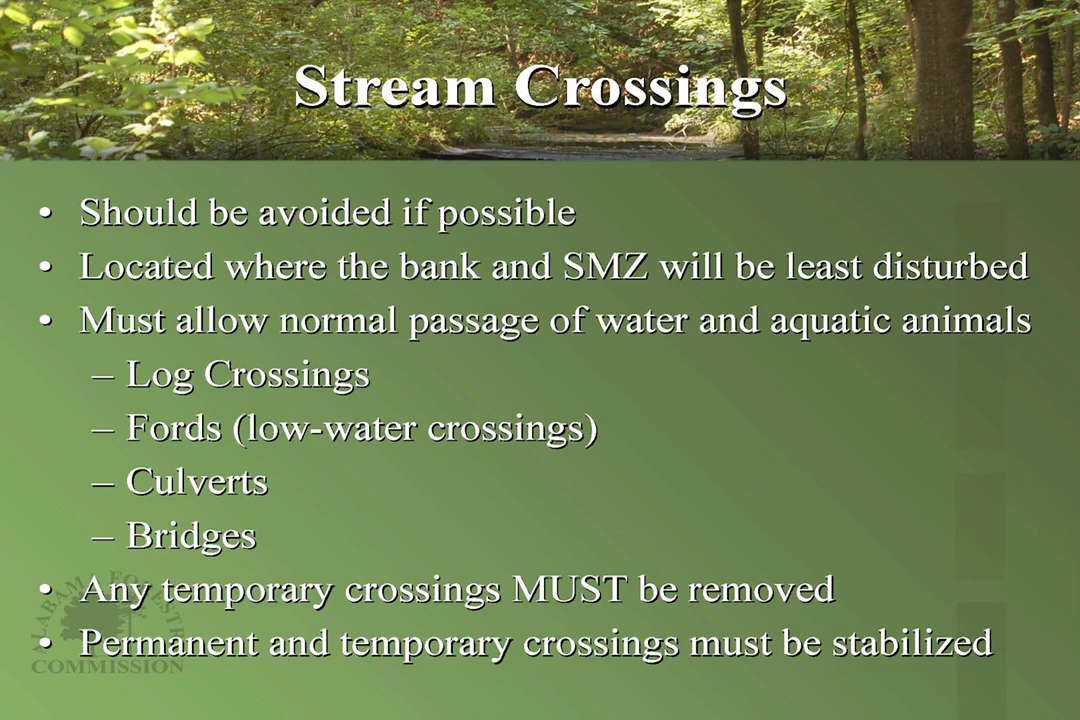 Stream Crossings
• Should be avoided if possible
• Located where the bank and SMZ will be least disturbed
• Must allow normal passage of water and aquatic animals
– Log Crossings
– Fords (low-water crossings)
– Culverts
– Bridges
• Any temporary crossings MUST be removed
• Permanent and temporary crossings must be stabilized
ALABAMA FORESTRY
COMMISSION